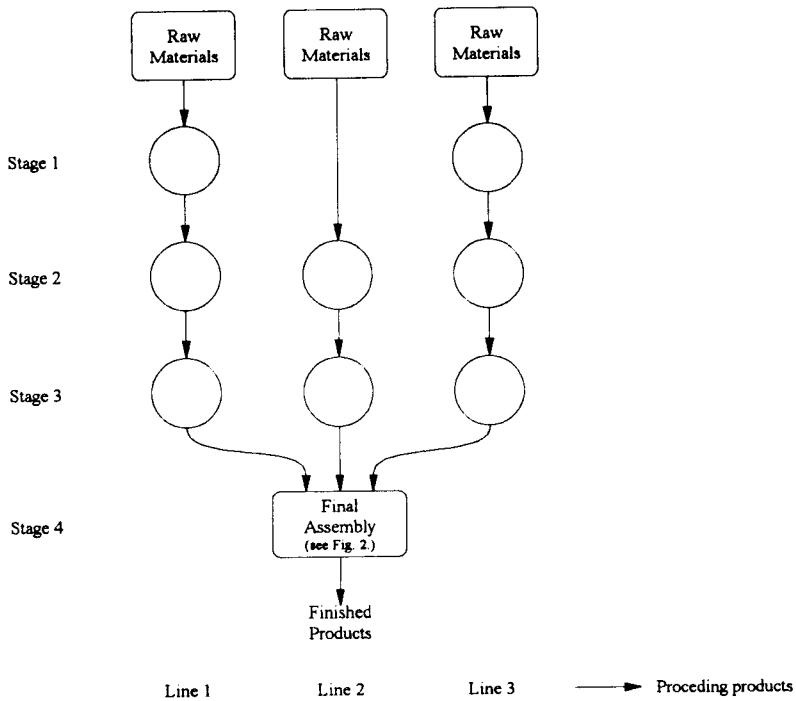 Raw
Materials
Raw
Materials
Raw
Materials
Stage 1
Stage 2
Stage 3
Stage 4
Final
Assembly
(see Fig. 2.)
Finished
Products
Line 1
Line 2
Line 3
Proceding products